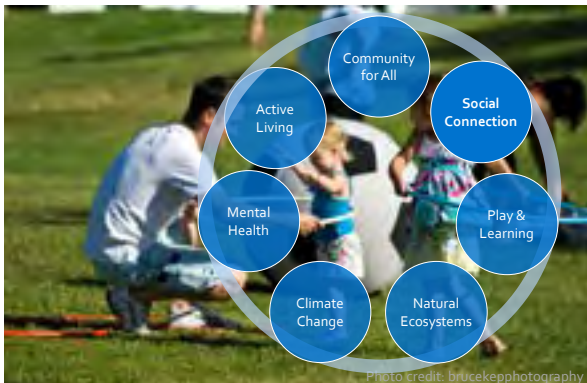 Community
for All
Social
Connection
Play &
Learning
Natural
Ecosystems
Climate
Change
Mental
Health
Active
Living
Photo credit: brucekepphotography